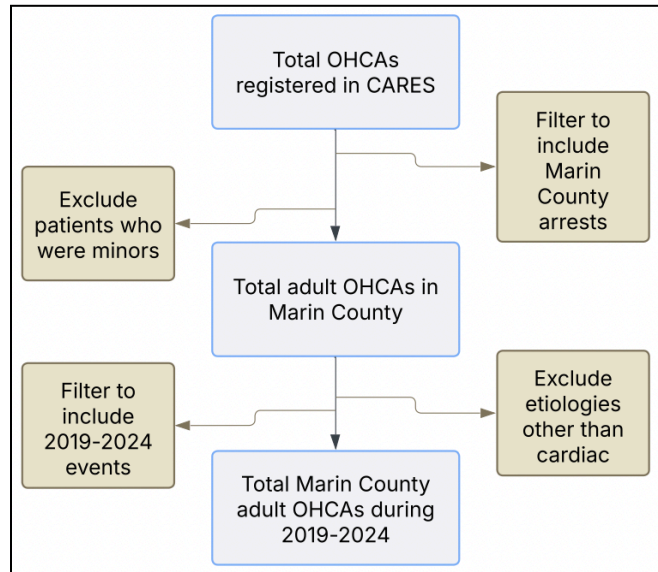 Total OHCAs
registered in CARES
Filter to
include
Marin
County
arrests
Exclude
patients who
were minors
Total adult OHCAs in
Marin County
Exclude
etiologies
other than
cardiac
Filter to
include
2019-2024
events
Total Marin County
adult OHCAs during
2019-2024